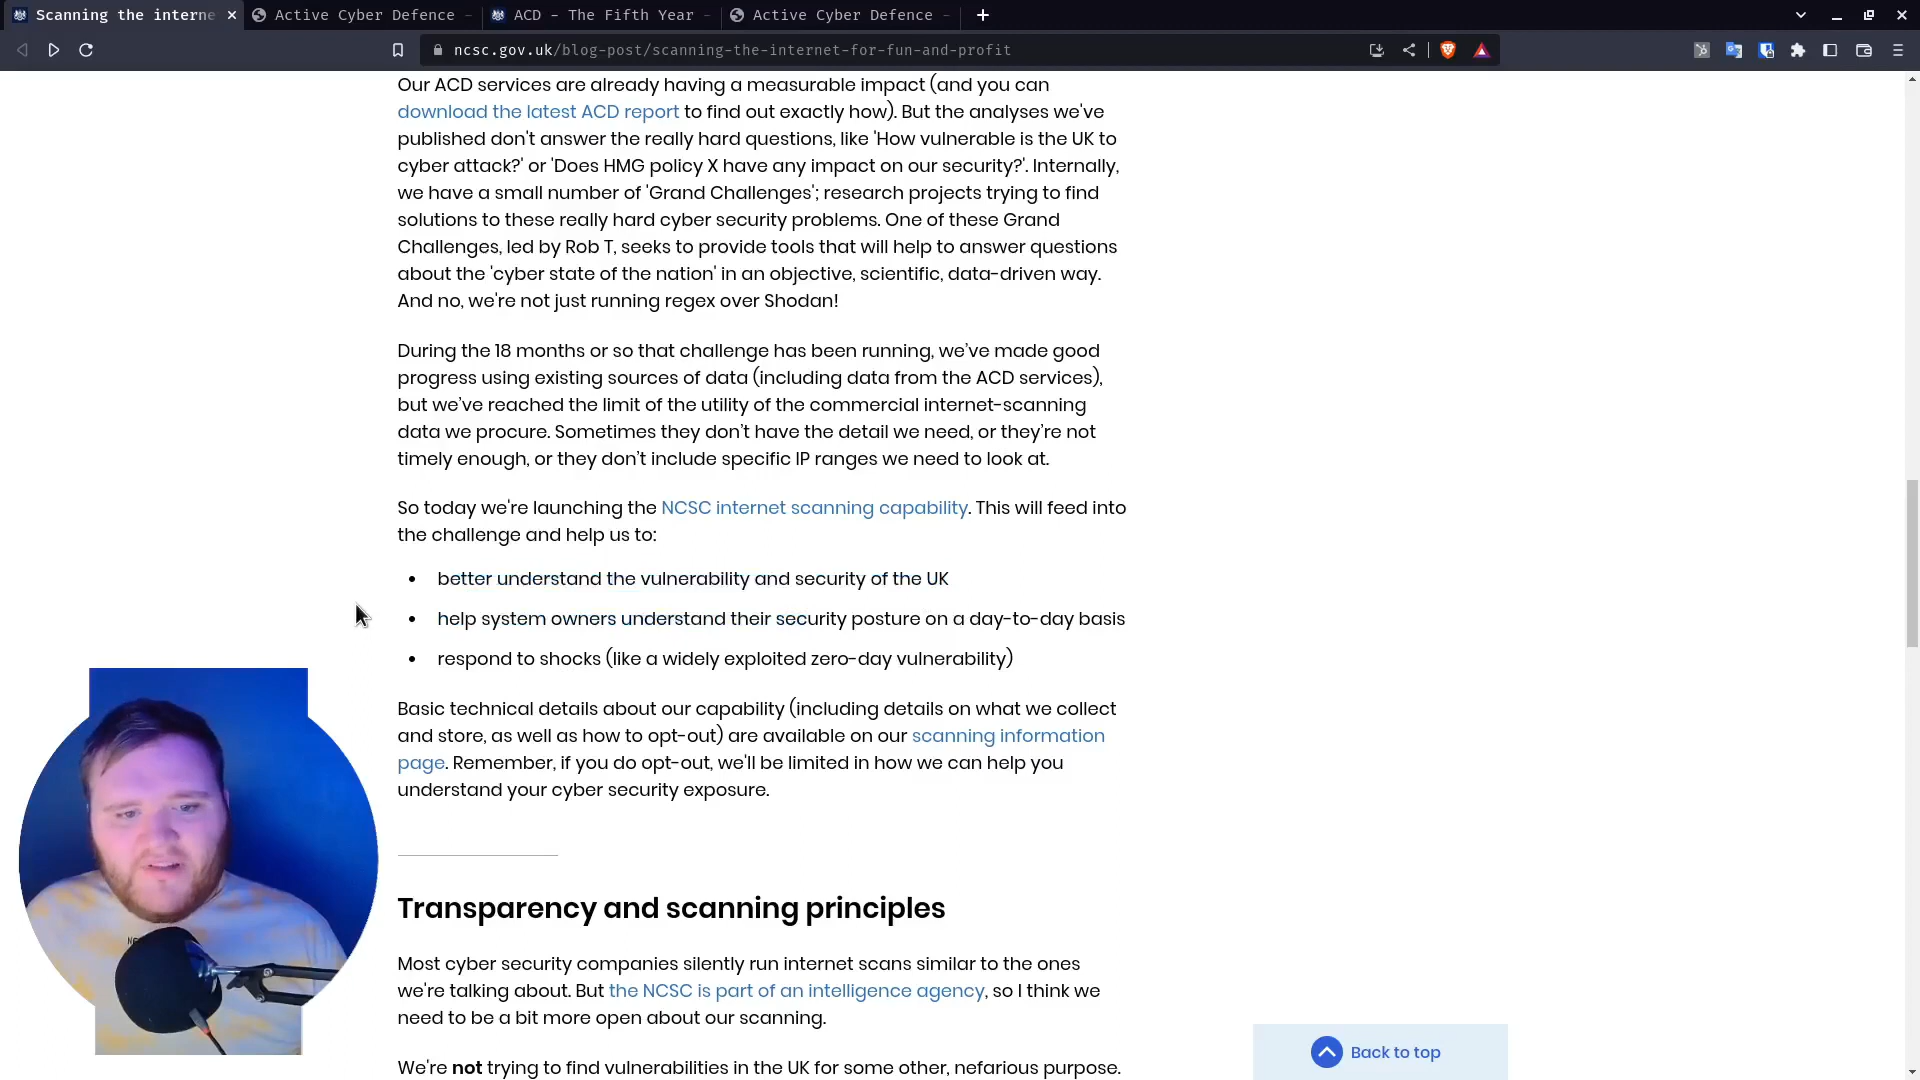 Scanning the interne
Active Cyber Defence -
ACD - The Fifth Year -
Active Cyber Defence -
ncsc.gov.uk/blog-post/scanning-the-internet-for-fun-and-profit
Our ACD services are already having a measurable impact (and you can
download the latest ACD report to find out exactly how). But the analyses we've
published don't answer the really hard questions, like 'How vulnerable is the UK to
cyber attack?' or 'Does HMG policy X have any impact on our security?'. Internally,
we have a small number of 'Grand Challenges'; research projects trying to find
solutions to these really hard cyber security problems. One of these Grand
Challenges, led by Rob T, seeks to provide tools that will help to answer questions
about the 'cyber state of the nation' in an objective, scientific, data-driven way.
And no, we're not just running regex over Shodan!
During the 18 months or so that challenge has been running, we’ve made good
progress using existing sources of data (including data from the ACD services),
but we’ve reached the limit of the utility of the commercial internet-scanning
data we procure. Sometimes they don’t have the detail we need, or they’re not
timely enough, or they don’t include specific IP ranges we need to look at.
So today we're launching the NCSC internet scanning capability. This will feed into
the challenge and help us to:
• better understand the vulnerability and security of the UK
• help system owners understand their security posture on a day-to-day basis
• respond to shocks (like a widely exploited zero-day vulnerability)
Basic technical details about our capability (including details on what we collect
and store, as well as how to opt-out) are available on our scanning information
page. Remember, if you do opt-out, we'll be limited in how we can help you
understand your cyber security exposure.
Transparency and scanning principles
Most cyber security companies silently run internet scans similar to the ones
we're talking about. But the NCSC is part of an intelligence agency, so I think we
need to be a bit more open about our scanning.
We're not trying to find vulnerabilities in the UK for some other, nefarious purpose.
Back to top